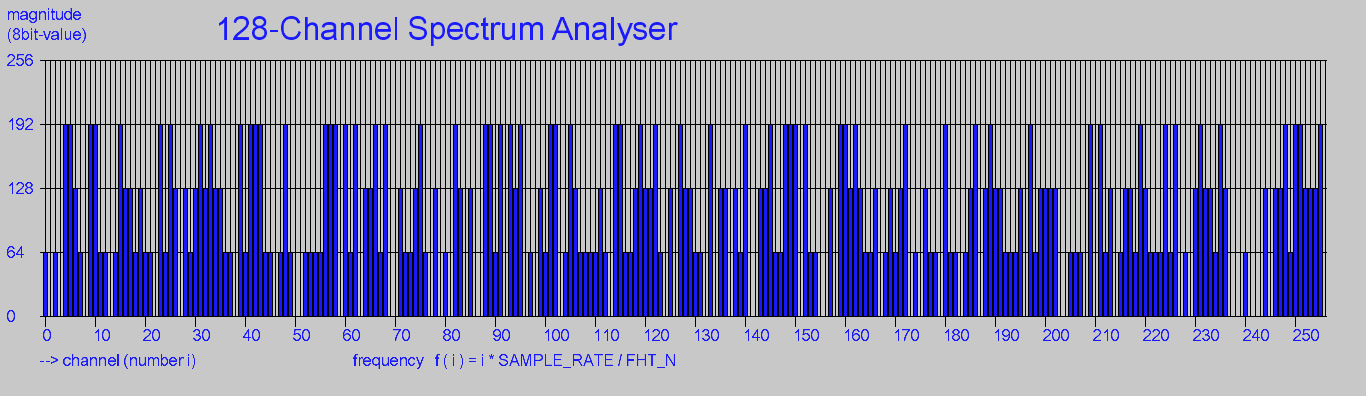 magnitude
(8bit-value)
128-Channel Spectrum Analyser
256
192
128
64
0
0 10 20 30 40 50 60 70 80 90 100 110 120 130 140 150 160 170 180 190 200 210 220 230 240 250
--> channel (number i) frequency f ( i ) = i * SAMPLE_RATE / FHT_N